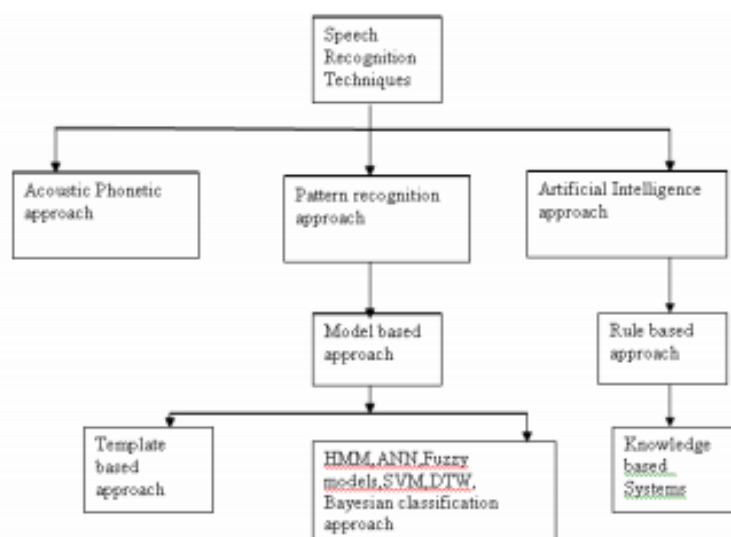 Speech
Recognition
Techniques
Acoustic Phonetic
approach
Pattern recognition
approach
Artificial Intelligence
approach
Model based
approach
Rule based
approach
Template
based
approach
HMM,ANN,Fuzzy
models,SVM,DTW,
Bayesian classification
approach
Knowledge
based
Systems